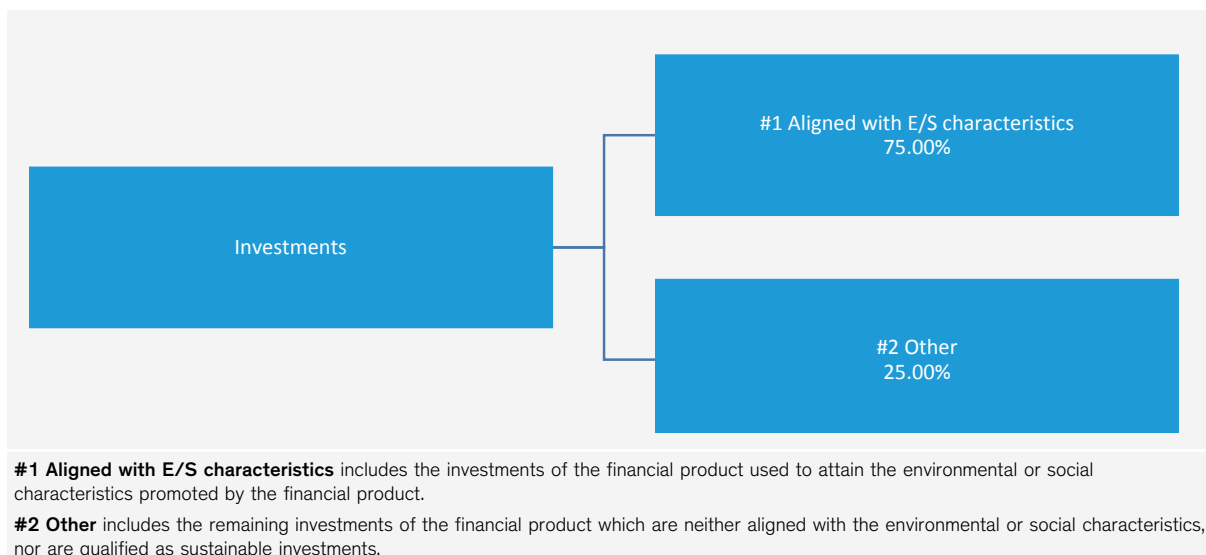 #1 Aligned with E/S characteristics
75.00%
Investments
#2 Other
25.00%
#1 Aligned with E/S characteristics includes the investments of the financial product used to attain the environmental or social
characteristics promoted by the financial product.
#2 Other includes the remaining investments of the financial product which are neither aligned with the environmental or social characteristics,
nor are qualified as sustainable investments.